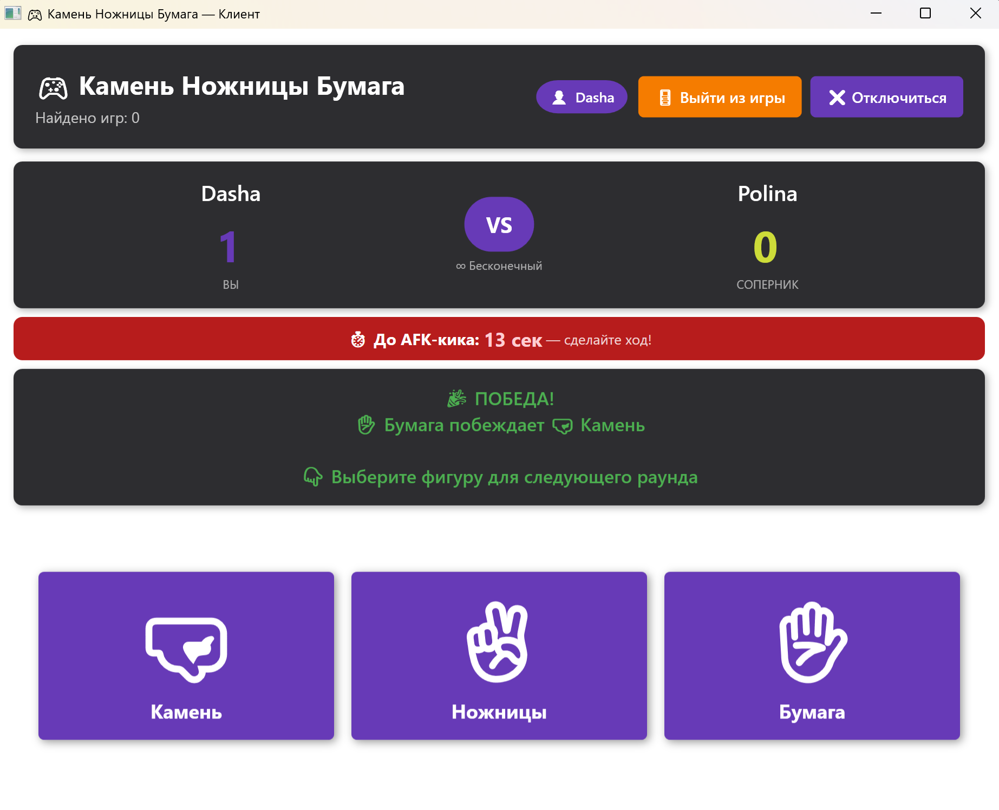 Камень Ножницы Бумага — Клиент
Камень Ножницы Бумага
Найдено игр: 0
Dasha
Выйти из игры
Отключиться
Dasha
1
ВЫ
VS
∞ Бесконечный
Polina
0
СОПЕРНИК
До AFK-кика: 13 сек — сделайте ход!
ПОБЕДА!
Бумага побеждает Камень
Выберите фигуру для следующего раунда
Камень
Ножницы
Бумага